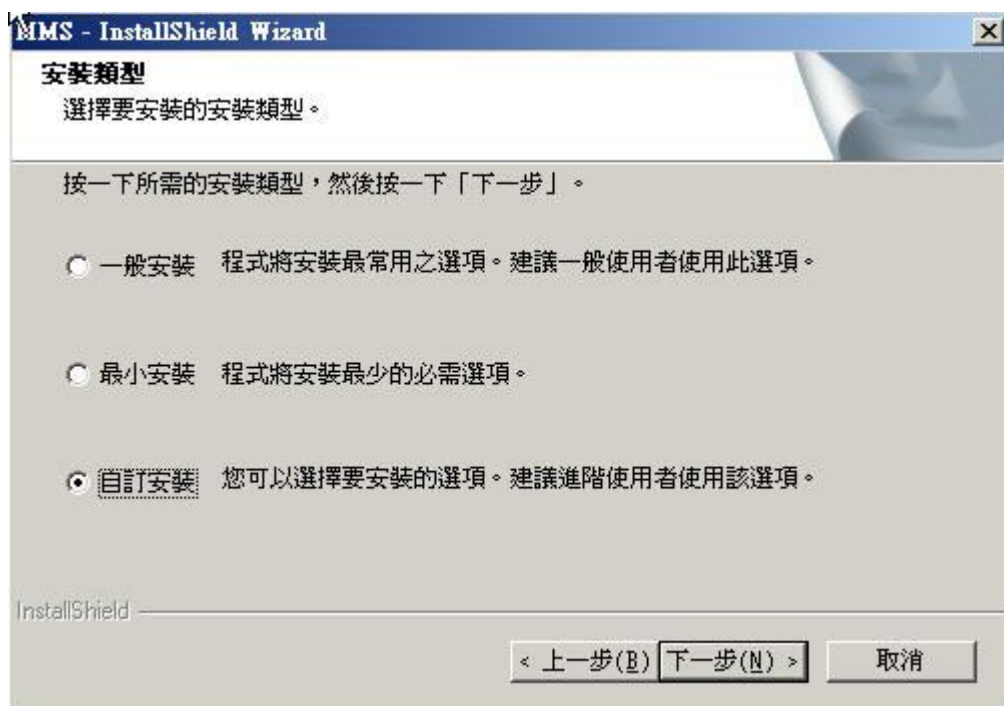 MMS - InstallShield Wizard
安裝類型
選擇要安裝的安裝類型。
按一下所需的安裝類型，然後按一下「下一步」。
一般安裝 程式將安裝最常用之選項。建議一般使用者使用此選項。
最小安裝 程式將安裝最少的必需選項。
自訂安裝 您可以選擇要安裝的選項。建議進階使用者使用該選項。
InstallShield
< 上一步(B) 下一步(N) > 取消